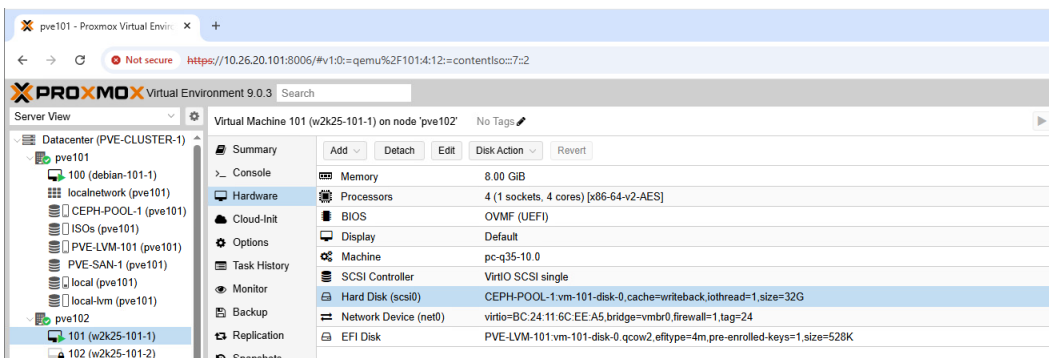 pve101 - Proxmox Virtual Enviro
Not secure https://10.26.20.101:8006/#v1:0:=qemu%2F101:4:12:=contentIso:::7::2
PROXMOX Virtual Environment 9.0.3 Search
Server View
Virtual Machine 101 (w2k25-101-1) on node 'pve102' No Tags
Datacenter (PVE-CLUSTER-1)
pve101
100 (debian-101-1)
localnetwork (pve101)
CEPH-POOL-1 (pve101)
ISOs (pve101)
PVE-LVM-101 (pve101)
PVE-SAN-1 (pve101)
local (pve101)
local-lvm (pve101)
pve102
101 (w2k25-101-1)
102 (w2k25-101-2)
Summary
>_ Console
Hardware
Cloud-Init
Options
Task History
Monitor
Backup
Replication
Snapshots
Add Detach Edit Disk Action Revert
Memory 8.00 GiB
Processors 4 (1 sockets, 4 cores) [x86-64-v2-AES]
BIOS OVMF (UEFI)
Display Default
Machine pc-q35-10.0
SCSI Controller VirtIO SCSI single
Hard Disk (scsi0) CEPH-POOL-1:vm-101-disk-0,cache=writeback,iothread=1,size=32G
Network Device (net0) virtio=BC:24:11:6C:EE:A5,bridge=vmbr0,firewall=1,tag=24
EFI Disk PVE-LVM-101:vm-101-disk-0.qcow2,efitype=4m,pre-enrolled-keys=1,size=528K